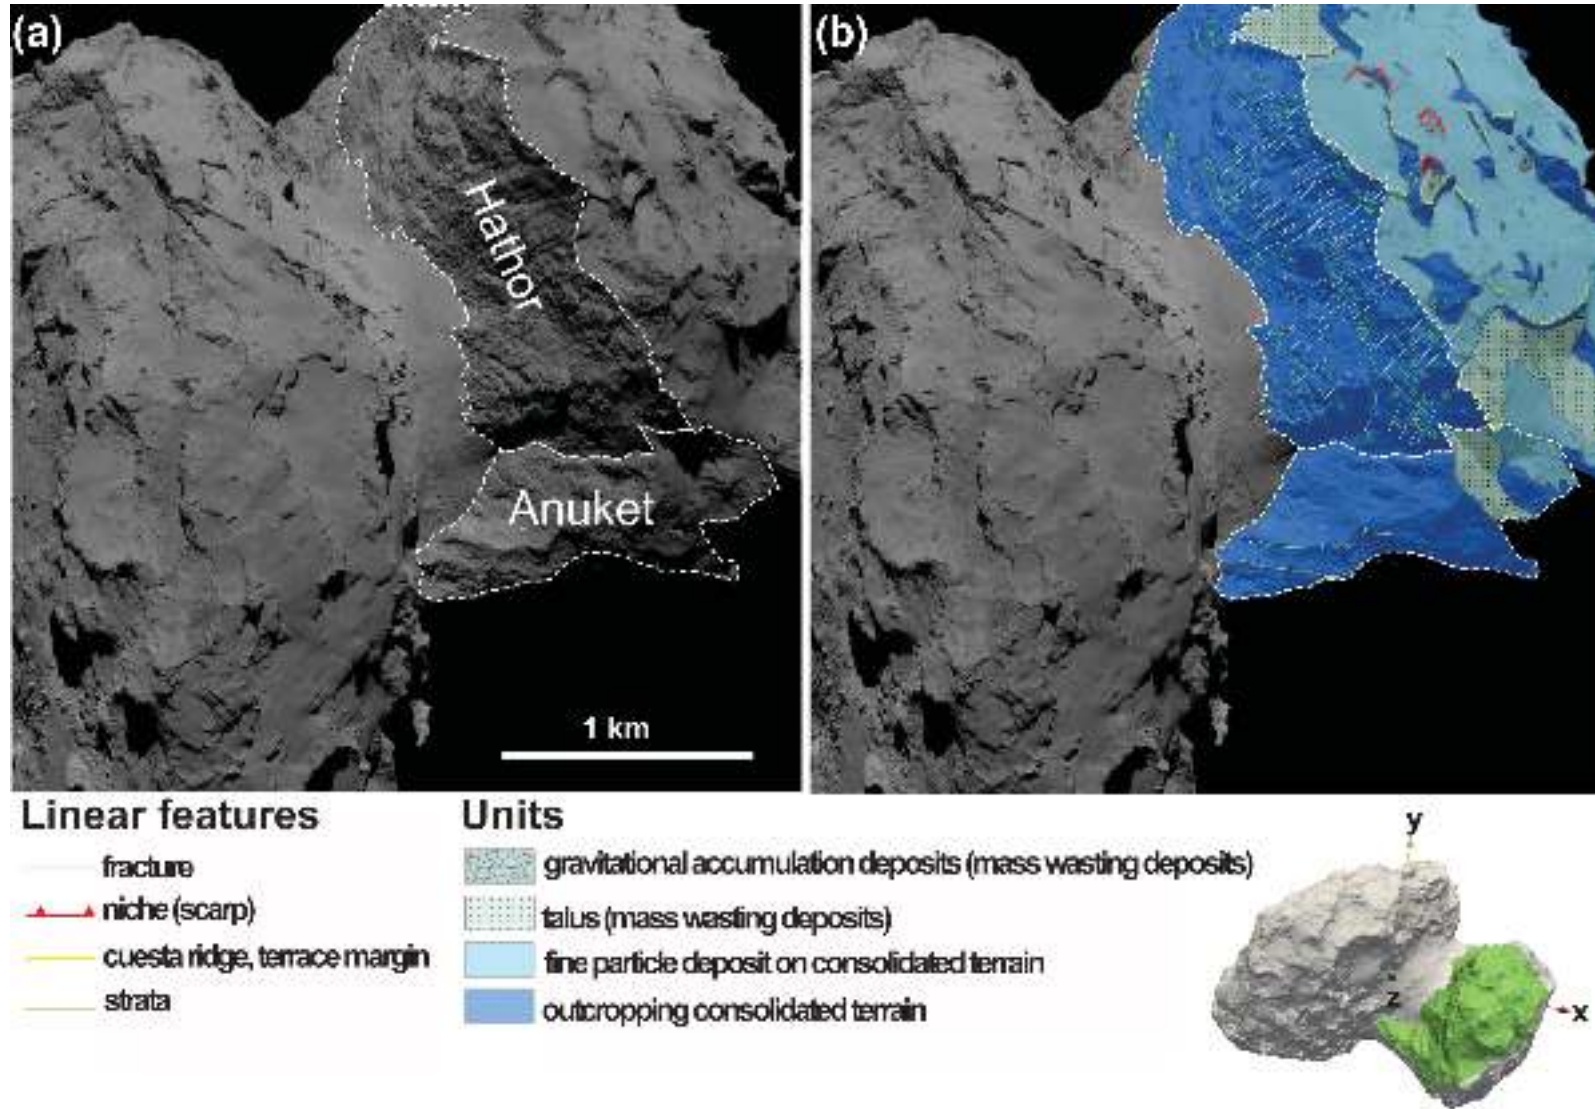 (a)
(b)
Hathor
Anuket
1 km
Linear features
fracture
niche (scarp)
cuesta ridge, terrace margin
strata
Units
gravitational accumulation deposits (mass wasting deposits)
talus (mass wasting deposits)
fine particle deposit on consolidated terrain
outcropping consolidated terrain
y
z
x